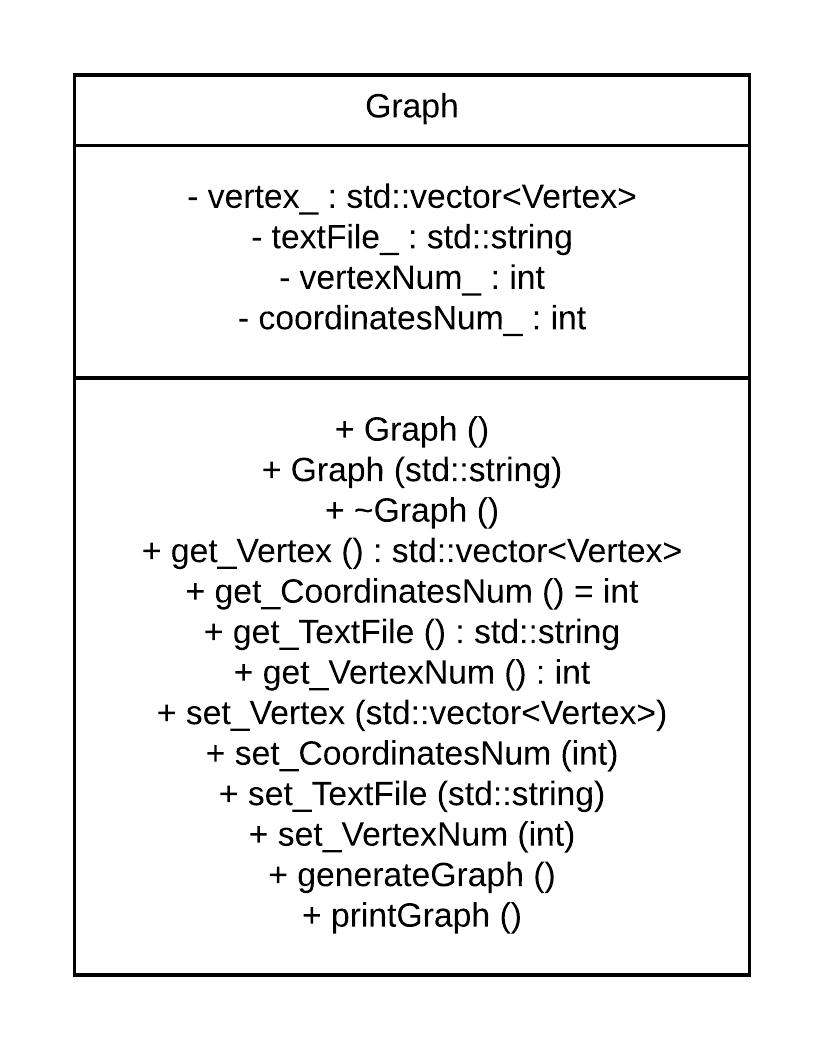 Graph
- vertex_ : std::vector<Vertex>
- textFile_ : std::string
- vertexNum_ : int
- coordinatesNum_ : int
+ Graph ()
+ Graph (std::string)
+ ~Graph ()
+ get_Vertex () : std::vector<Vertex>
+ get_CoordinatesNum () = int
+ get_TextFile () : std::string
+ get_VertexNum () : int
+ set_Vertex (std::vector<Vertex>)
+ set_CoordinatesNum (int)
+ set_TextFile (std::string)
+ set_VertexNum (int)
+ generateGraph ()
+ printGraph ()